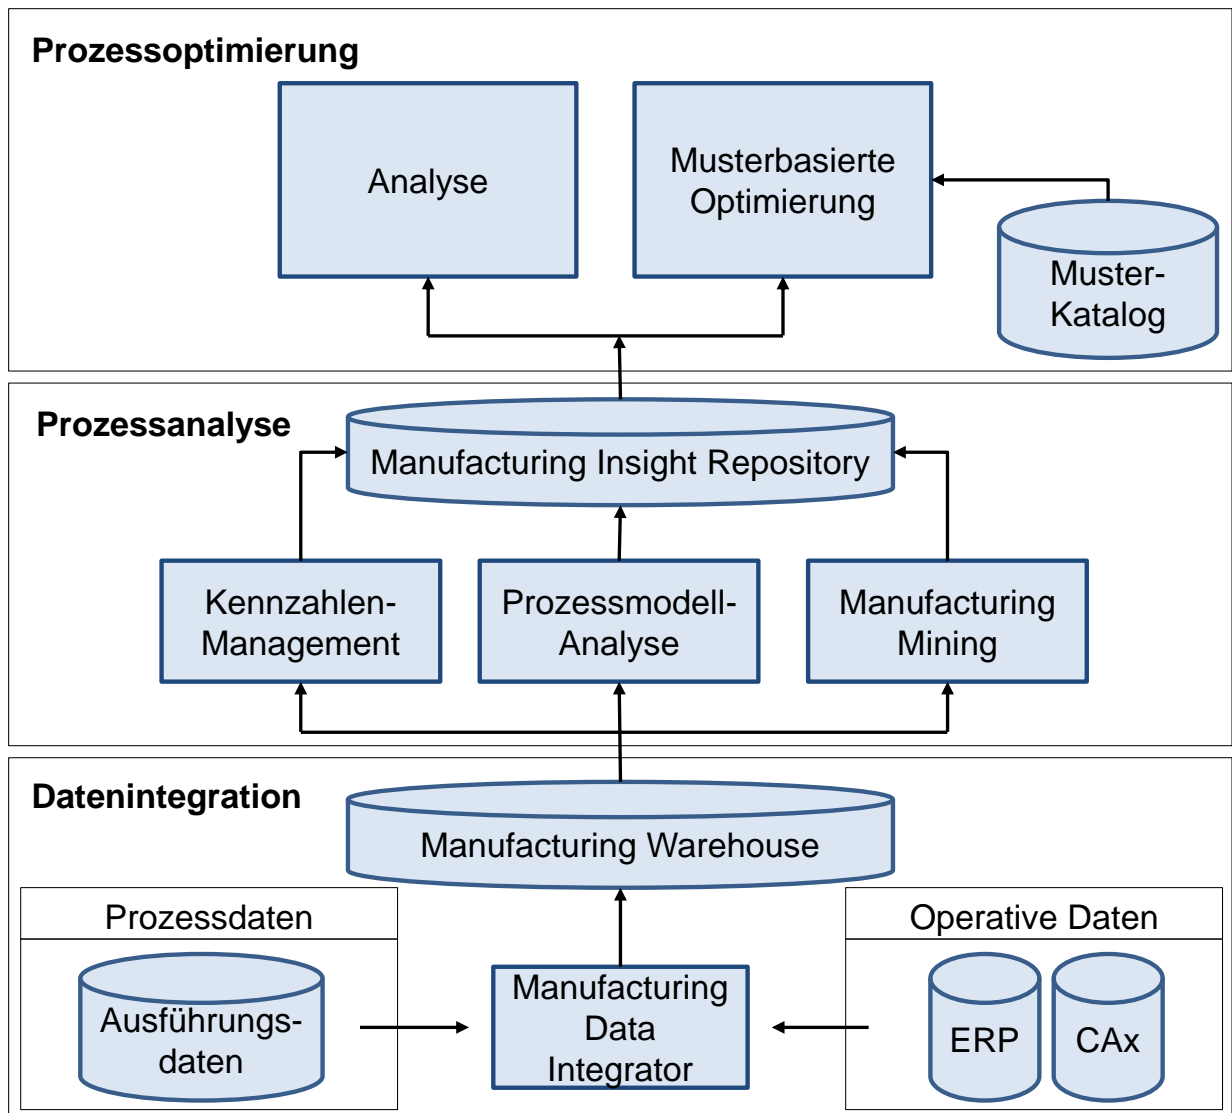 Prozessoptimierung
Analyse
Musterbasierte
Optimierung
Muster-
Katalog
Prozessanalyse
Manufacturing Insight Repository
Kennzahlen-
Management
Prozessmodell-
Analyse
Manufacturing
Mining
Datenintegration
Manufacturing Warehouse
Prozessdaten
Ausführungs-
daten
Manufacturing
Data
Integrator
Operative Daten
ERP
CAx